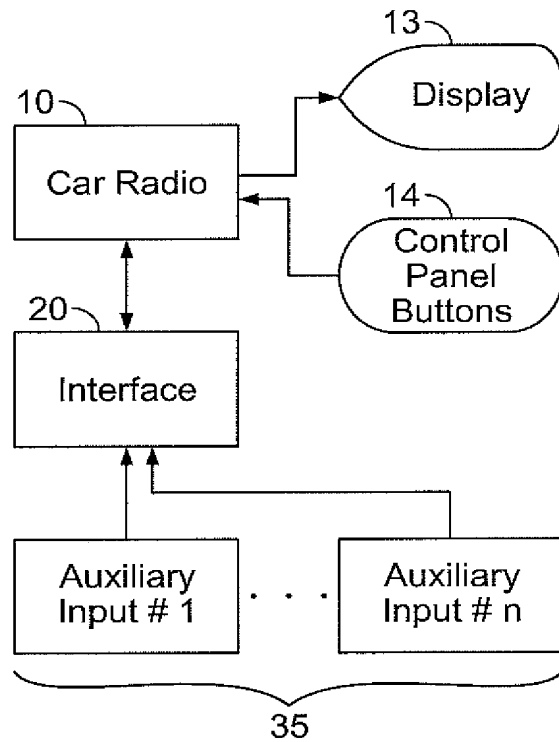 13
Display
10
Car Radio
14
Control
Panel
Buttons
20
Interface
Auxiliary
Input # 1
. . .
Auxiliary
Input # n
35